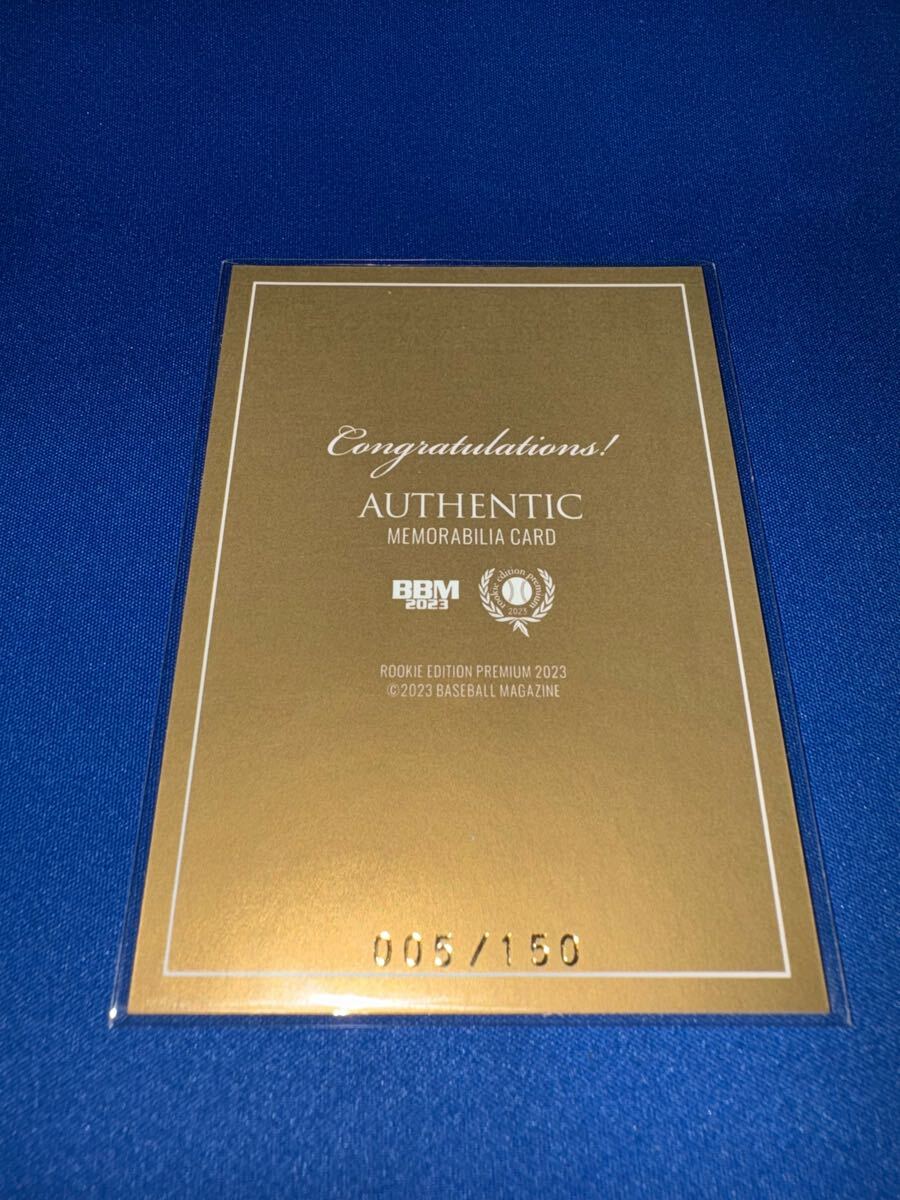 Congratulations!
AUTHENTIC
MEMORABILIA CARD
BBM
2023
rookie edition premium
2023
ROOKIE EDITION PREMIUM 2023
©2023 BASEBALL MAGAZINE
005/150